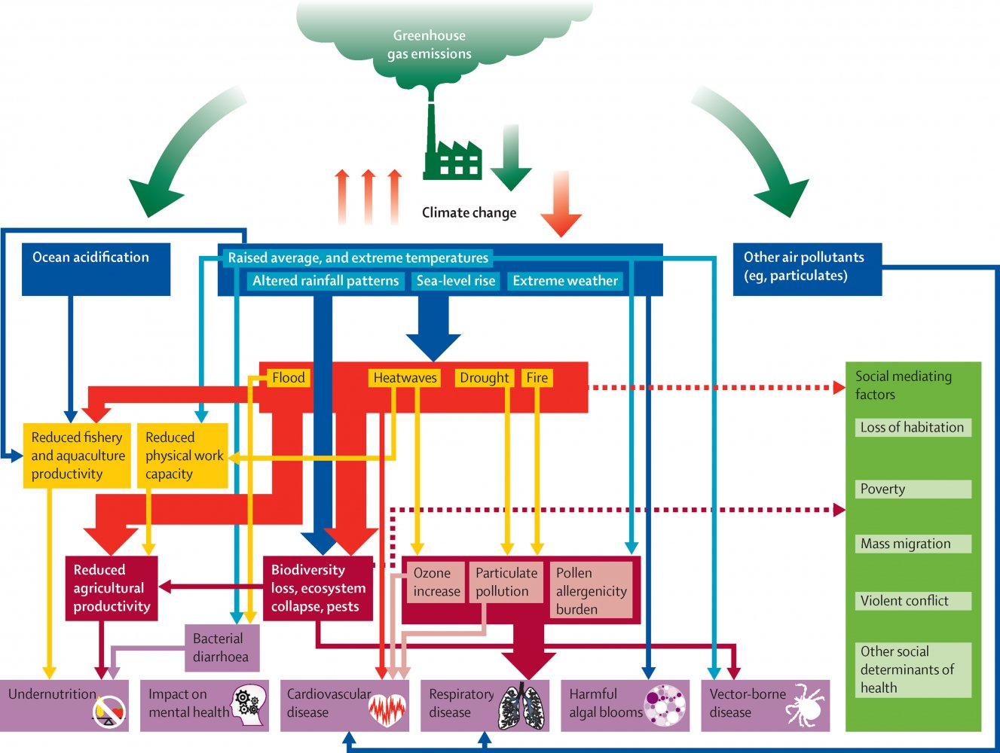 Greenhouse
gas emissions
Climate change
Ocean acidification
Raised average, and extreme temperatures
Altered rainfall patterns
Sea-level rise
Extreme weather
Other air pollutants
(eg, particulates)
Flood
Heatwaves
Drought
Fire
Social mediating
factors
Loss of habitation
Poverty
Mass migration
Violent conflict
Other social
determinants of
health
Reduced fishery
and aquaculture
productivity
Reduced
physical work
capacity
Reduced
agricultural
productivity
Biodiversity
loss, ecosystem
collapse, pests
Ozone
increase
Particulate
pollution
Pollen
allergenicity
burden
Bacterial
diarrhoea
Undernutrition
Impact on
mental health
Cardiovascular
disease
Respiratory
disease
Harmful
algal blooms
Vector-borne
disease